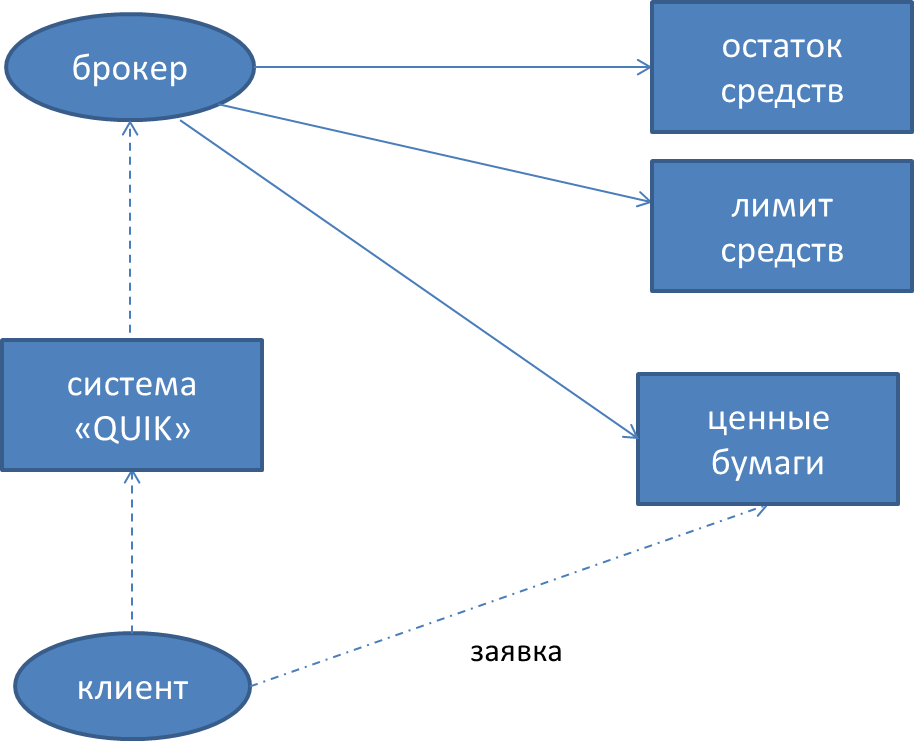 брокер
остаток
средств
лимит
средств
система
«QUIK»
ценные
бумаги
заявка
клиент